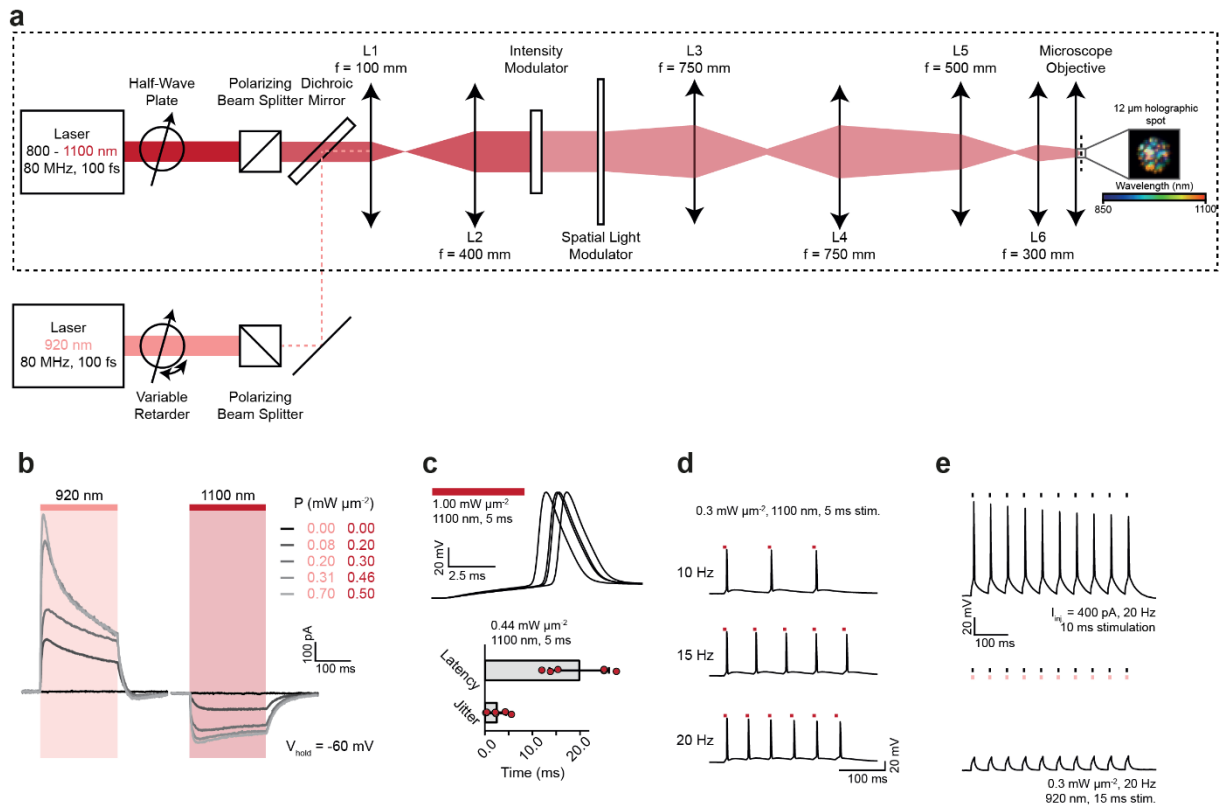 a
L1
f = 100 mm
Intensity
Modulator
L3
f = 750 mm
L5
f = 500 mm
Microscope
Objective
Half-Wave
Plate
Polarizing
Beam Splitter
Dichroic
Mirror
12 µm holographic
spot
Laser
800 - 1100 nm
80 MHz, 100 fs
Wavelength (nm)
850
1100
L2
f = 400 mm
Spatial Light
Modulator
L4
f = 750 mm
L6
f = 300 mm
Laser
920 nm
80 MHz, 100 fs
Variable
Retarder
Polarizing
Beam Splitter
b
920 nm
1100 nm
P (mW µm-2)
0.00 0.00
0.08 0.20
0.20 0.30
0.31 0.46
0.70 0.50
100 pA
100 ms
Vhold = -60 mV
c
1.00 mW µm-2
1100 nm, 5 ms
20 mV
2.5 ms
0.44 mW µm-2
1100 nm, 5 ms
Latency
Jitter
0.0
10.0
20.0
Time (ms)
d
0.3 mW µm-2, 1100 nm, 5 ms stim.
10 Hz
15 Hz
20 Hz
20 mV
100 ms
e
20 mV
100 ms
Iinj = 400 pA, 20 Hz
10 ms stimulation
0.3 mW µm-2, 20 Hz
920 nm, 15 ms stim.